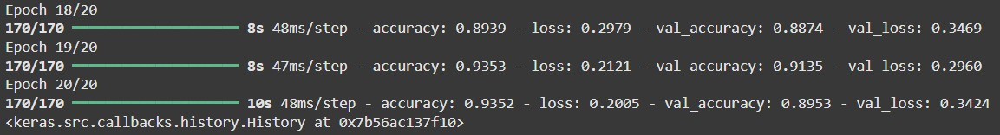 Epoch 18/20
170/170 ━━━━━━━━━━━━━━━━━━━━ 8s 48ms/step - accuracy: 0.8939 - loss: 0.2979 - val_accuracy: 0.8874 - val_loss: 0.3469
Epoch 19/20
170/170 ━━━━━━━━━━━━━━━━━━━━ 8s 47ms/step - accuracy: 0.9353 - loss: 0.2121 - val_accuracy: 0.9135 - val_loss: 0.2960
Epoch 20/20
170/170 ━━━━━━━━━━━━━━━━━━━━ 10s 48ms/step - accuracy: 0.9352 - loss: 0.2005 - val_accuracy: 0.8953 - val_loss: 0.3424
<keras.src.callbacks.history.History at 0x7b56ac137f10>